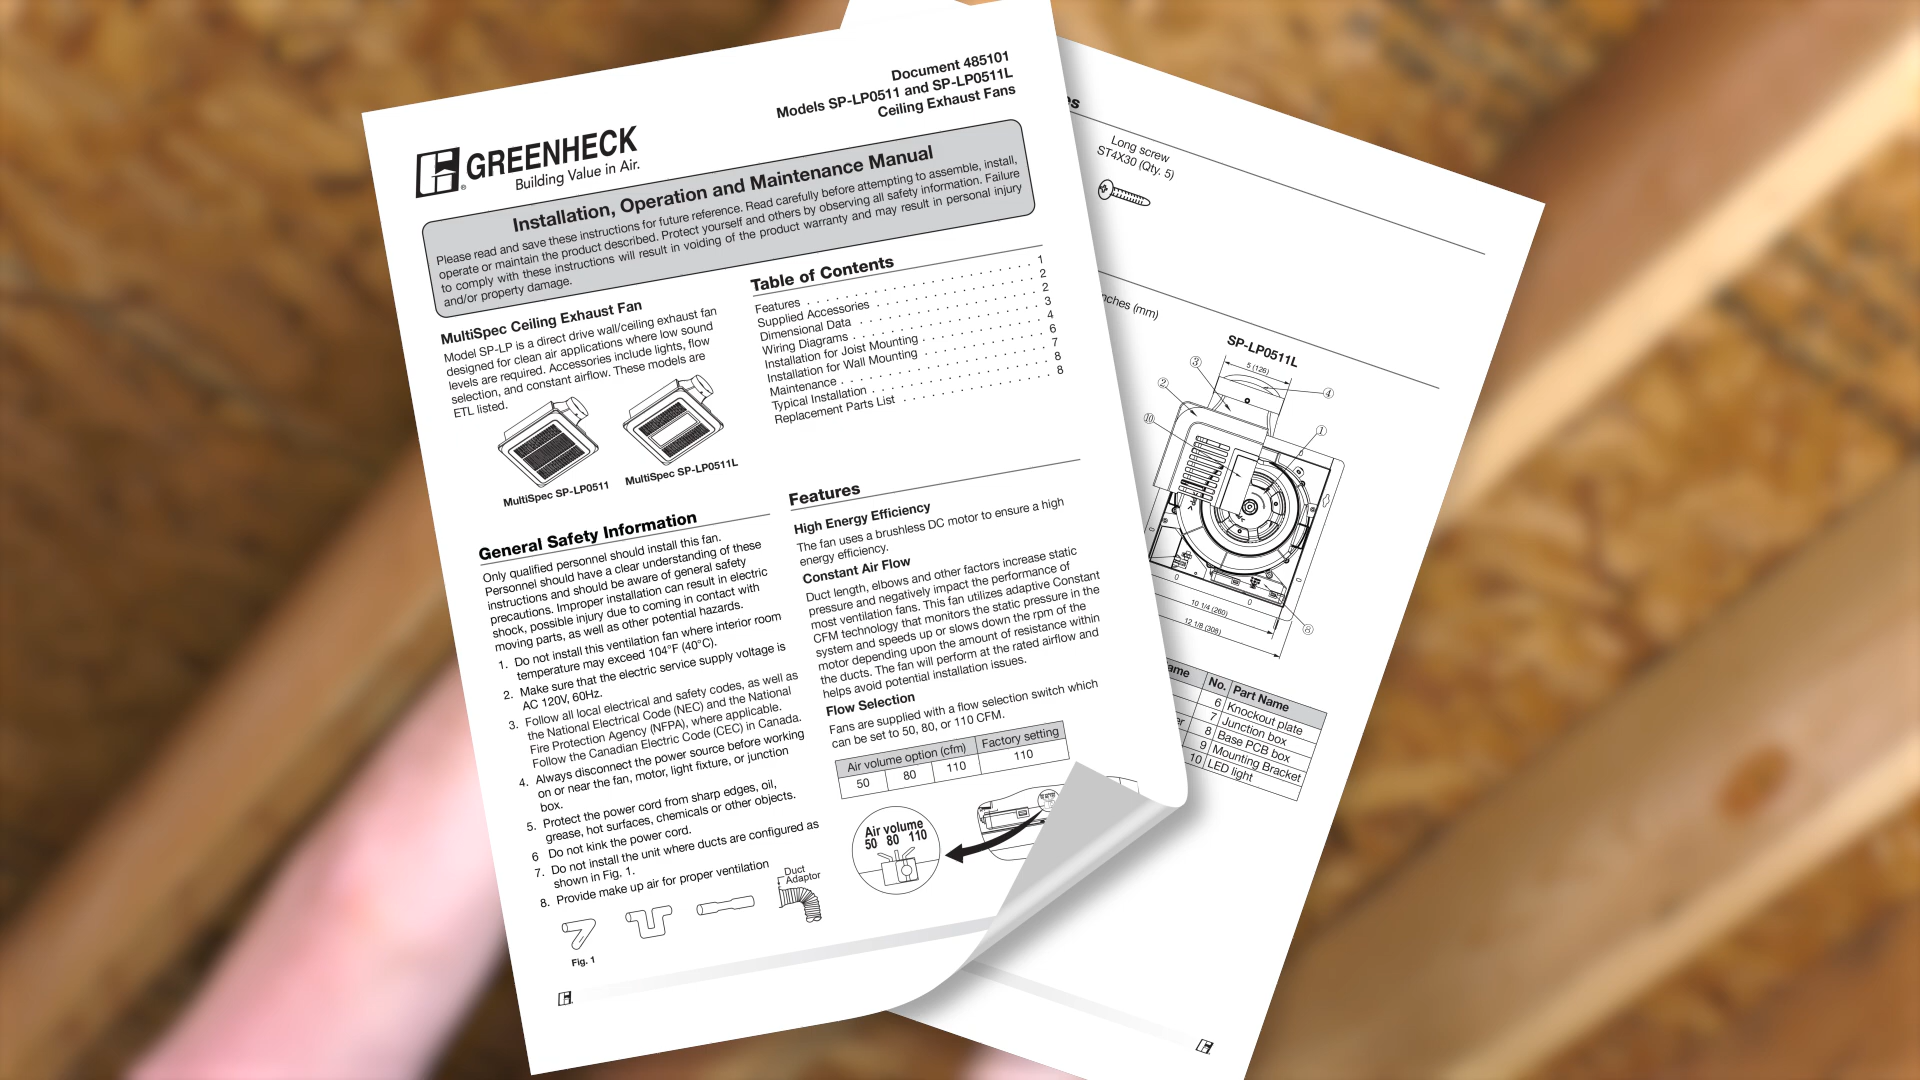 Document 485101
Models SP-LP0511 and SP-LP0511L
Ceiling Exhaust Fans
GREENHECK
Building Value in Air.
Installation, Operation and Maintenance Manual
Please read and save these instructions for future reference. Read carefully before attempting to assemble, install,
operate or maintain the product described. Protect yourself and others by observing all safety information. Failure
to comply with these instructions will result in voiding of the product warranty and may result in personal injury
and/or property damage.
MultiSpec Ceiling Exhaust Fan
Model SP-LP is a direct drive wall/ceiling exhaust fan
designed for clean air applications where low sound
levels are required. Accessories include lights, flow
selection, and constant airflow. These models are
ETL listed.
MultiSpec SP-LP0511
MultiSpec SP-LP0511L
General Safety Information
Only qualified personnel should install this fan.
Personnel should have a clear understanding of these
instructions and should be aware of general safety
precautions. Improper installation can result in electric
shock, possible injury due to coming in contact with
moving parts, as well as other potential hazards.
1. Do not install this ventilation fan where interior room
temperature may exceed 104°F (40°C).
2. Make sure that the electric service supply voltage is
AC 120V, 60Hz.
3. Follow all local electrical and safety codes, as well as
the National Electrical Code (NEC) and the National
Fire Protection Agency (NFPA), where applicable.
Follow the Canadian Electric Code (CEC) in Canada.
4. Always disconnect the power source before working
on or near the fan, motor, light fixture, or junction
box.
5. Protect the power cord from sharp edges, oil,
grease, hot surfaces, chemicals or other objects.
6 Do not kink the power cord.
7. Do not install the unit where ducts are configured as
shown in Fig. 1.
8. Provide make up air for proper ventilation
Duct
Adaptor
Fig. 1
Table of Contents
Features . . . . . . . . . . . . . . . . . . . . . . . 1
Supplied Accessories . . . . . . . . . . . . . . . . 2
Dimensional Data . . . . . . . . . . . . . . . . . . 2
Wiring Diagrams . . . . . . . . . . . . . . . . . . . 3
Installation for Joist Mounting . . . . . . . . . . . 4
Installation for Wall Mounting . . . . . . . . . . . 6
Maintenance . . . . . . . . . . . . . . . . . . . . . 7
Typical Installation . . . . . . . . . . . . . . . . . 8
Replacement Parts List . . . . . . . . . . . . . . . 8
Features
High Energy Efficiency
The fan uses a brushless DC motor to ensure a high
energy efficiency.
Constant Air Flow
Duct length, elbows and other factors increase static
pressure and negatively impact the performance of
most ventilation fans. This fan utilizes adaptive Constant
CFM technology that monitors the static pressure in the
system and speeds up or slows down the rpm of the
motor depending upon the amount of resistance within
the ducts. The fan will perform at the rated airflow and
helps avoid potential installation issues.
Flow Selection
Fans are supplied with a flow selection switch which
can be set to 50, 80, or 110 CFM.
Air volume option (cfm) Factory setting
50 80 110 110
Air volume
50 80 110
es
Long screw
ST4X30 (Qty. 5)
nches (mm)
SP-LP0511L
5 (126)
3
4
2
10
1
10 1/4 (260)
12 1/8 (308)
8
ame No. Part Name
6 Knockout plate
7 Junction box
er 8 Base PCB box
9 Mounting Bracket
10 LED light